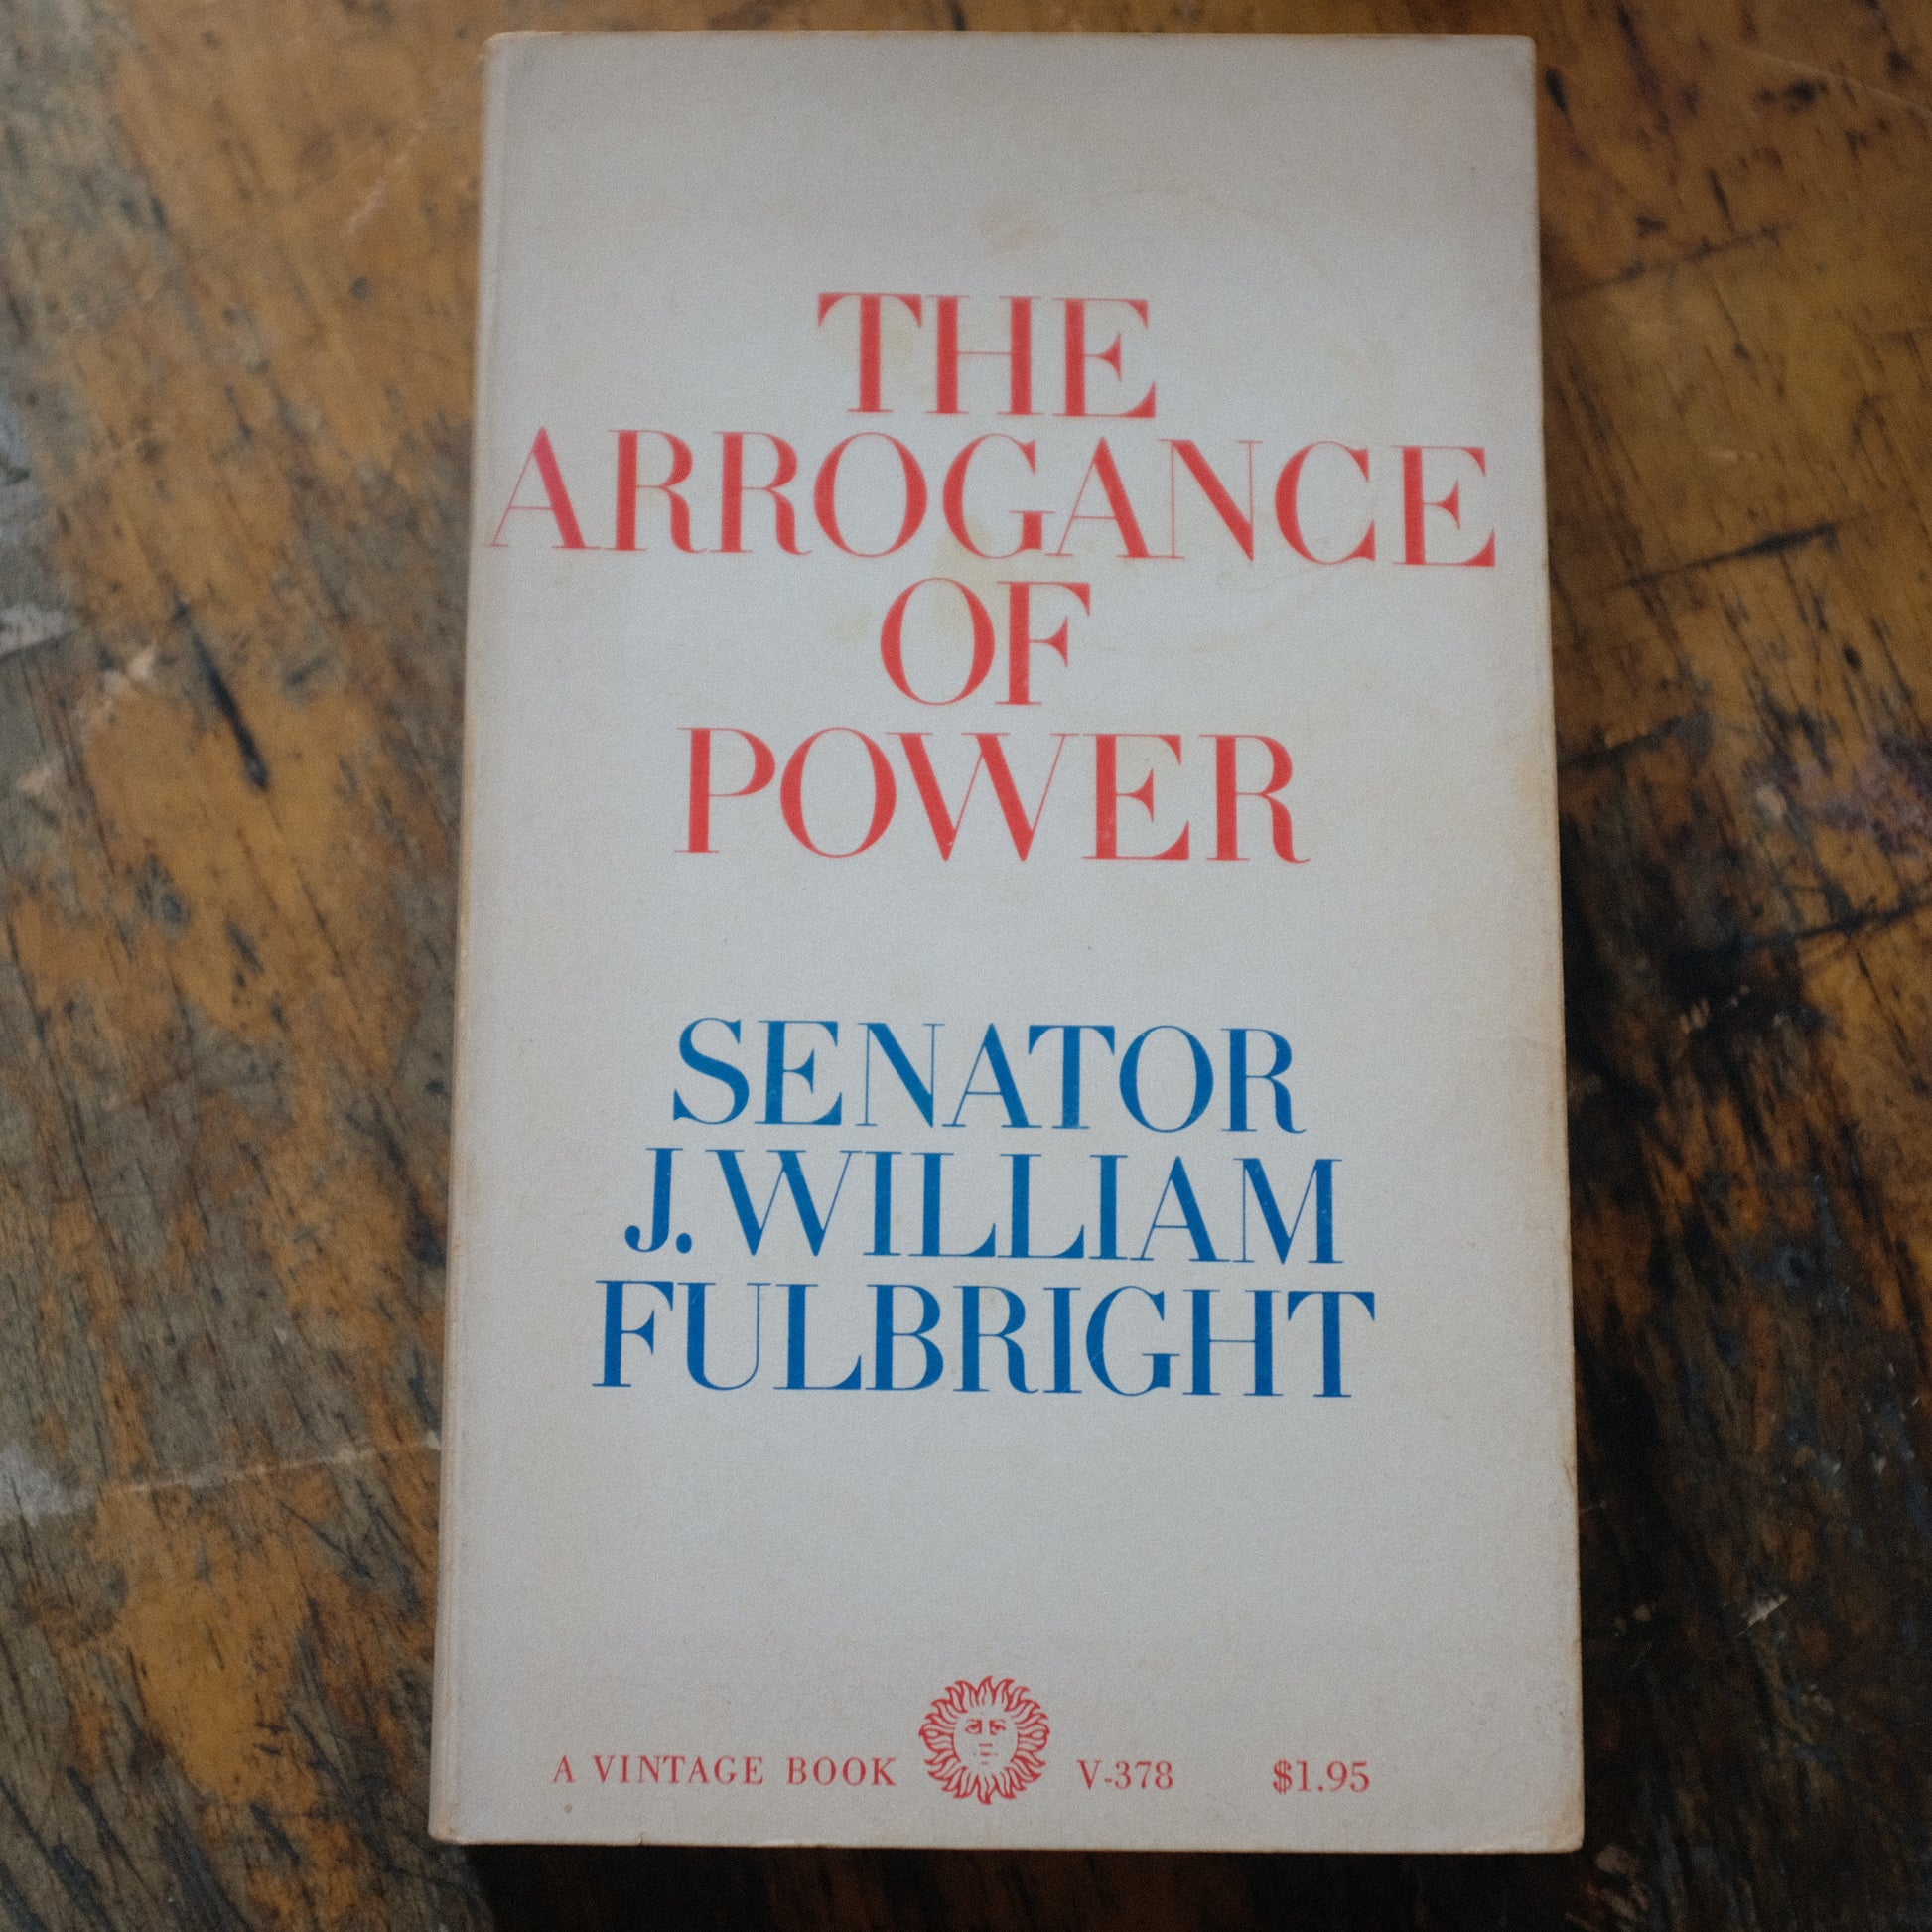 THE
ARROGANCE
OF
POWER
SENATOR
J. WILLIAM
FULBRIGHT
A VINTAGE BOOK V-378 $1.95